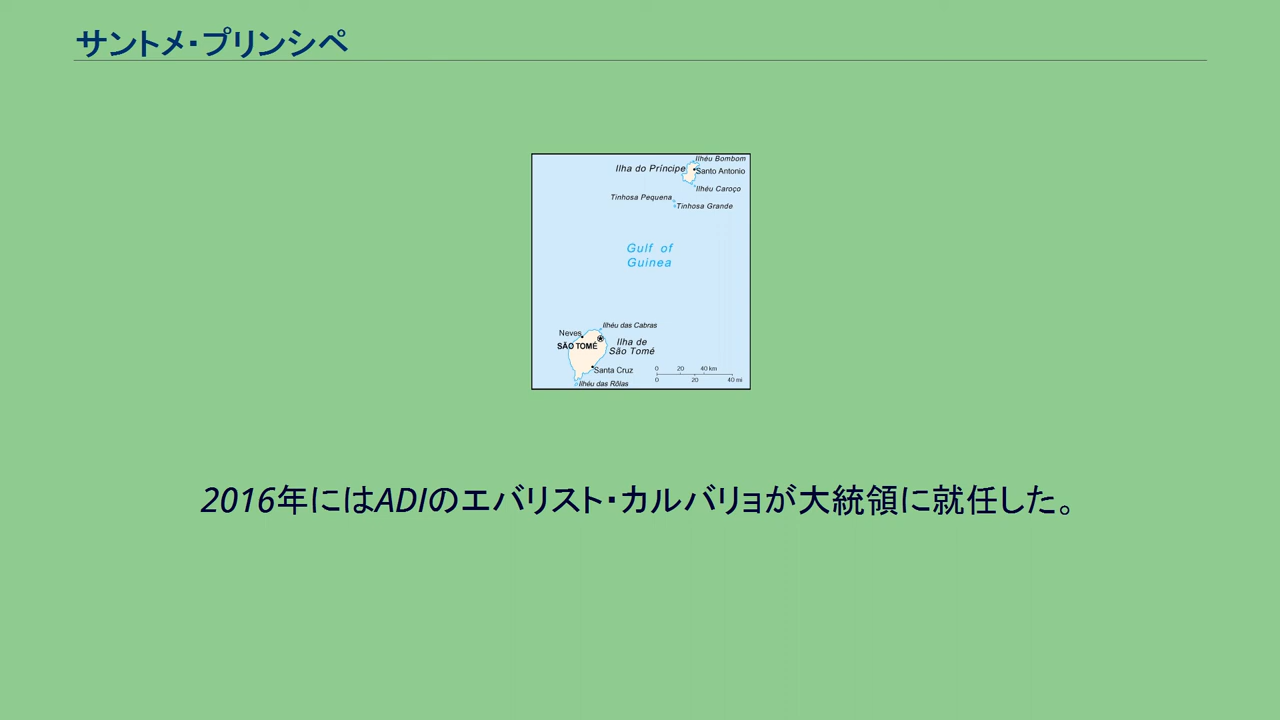 サントメ・プリンシペ
Ilhéu Bombom
Ilha do Príncipe
Santo Antonio
Ilhéu Caroço
Tinhosa Pequena
Tinhosa Grande
Gulf of
Guinea
Ilhéu das Cabras
Neves
SÃO TOMÉ
Ilha de
São Tomé
Santa Cruz
0 20 40 km
0 20 40 mi
Ilhéu das Rôlas
2016年にはADIのエバリスト・カルバリョが大統領に就任した。